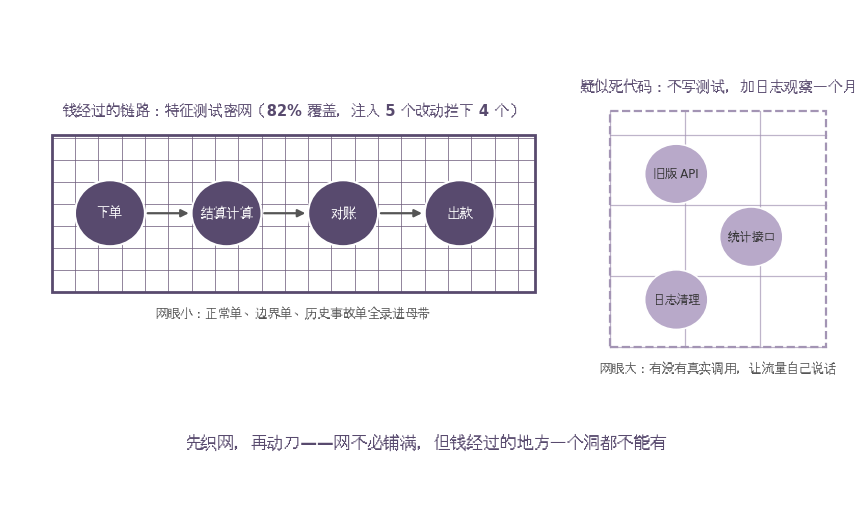 钱经过的链路：特征测试密网（82% 覆盖，注入 5 个改动拦下 4 个）
下单
结算计算
对账
出款
网眼小：正常单、边界单、历史事故单全录进母带
疑似死代码：不写测试，加日志观察一个月
旧版 API
统计接口
日志清理
网眼大：有没有真实调用，让流量自己说话
先织网，再动刀——网不必铺满，但钱经过的地方一个洞都不能有